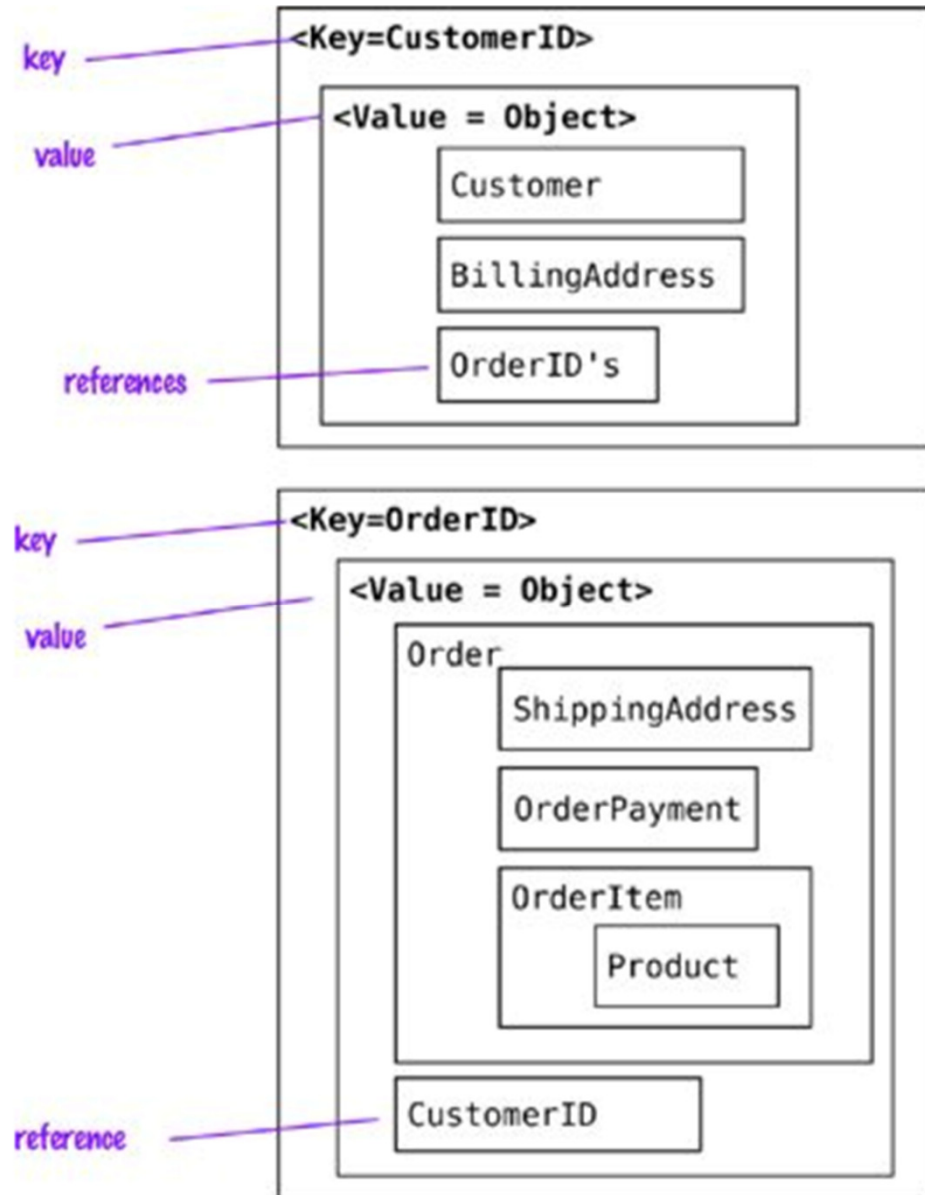 <Key=CustomerID>
key
<Value = Object>
value
Customer
BillingAddress
OrderID's
references
<Key=OrderID>
key
<Value = Object>
value
Order
ShippingAddress
OrderPayment
OrderItem
Product
CustomerID
reference